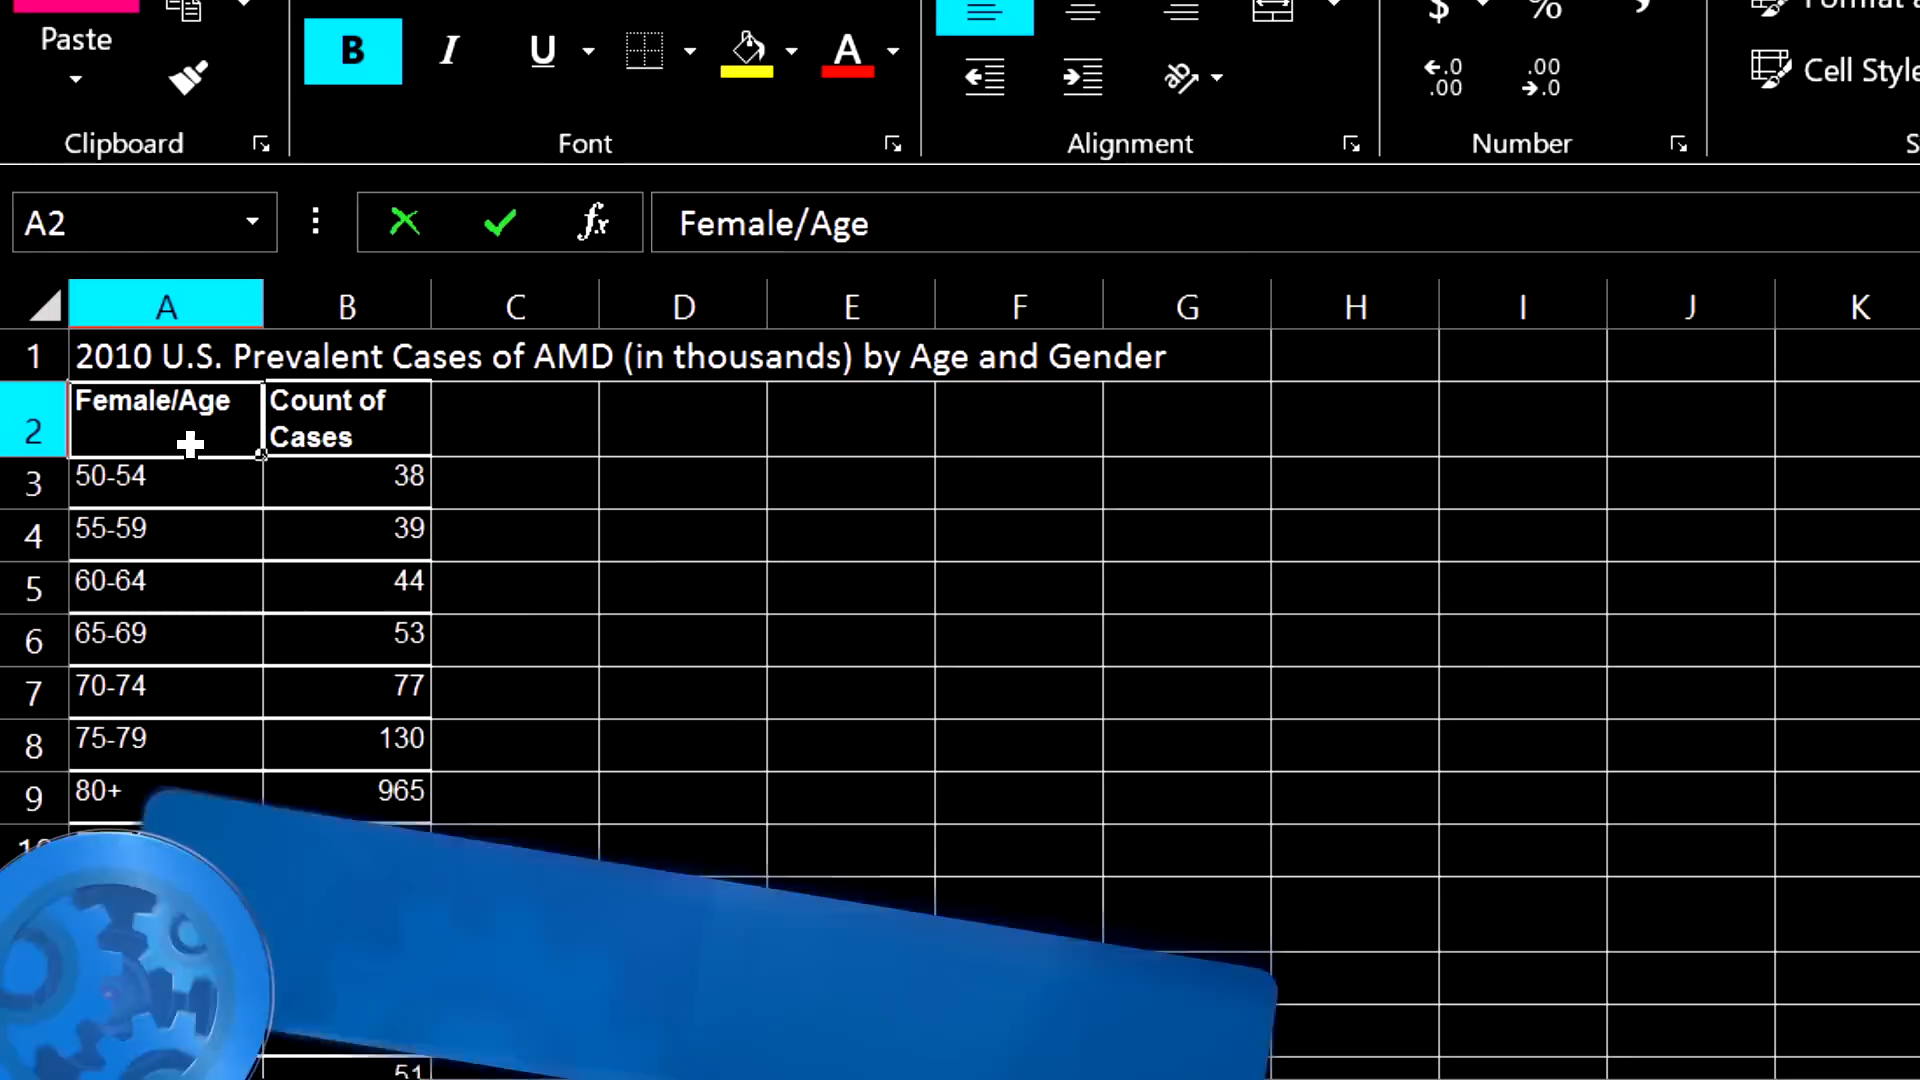 Paste
B I U A
$ % ,
.0 .00
.00 .0
Cell Style
Clipboard Font Alignment Number
A2 fx Female/Age
A B C D E F G H I J K
1 2010 U.S. Prevalent Cases of AMD (in thousands) by Age and Gender
2 Female/Age Count of
Cases
3 50-54 38
4 55-59 39
5 60-64 44
6 65-69 53
7 70-74 77
8 75-79 130
9 80+ 965
51